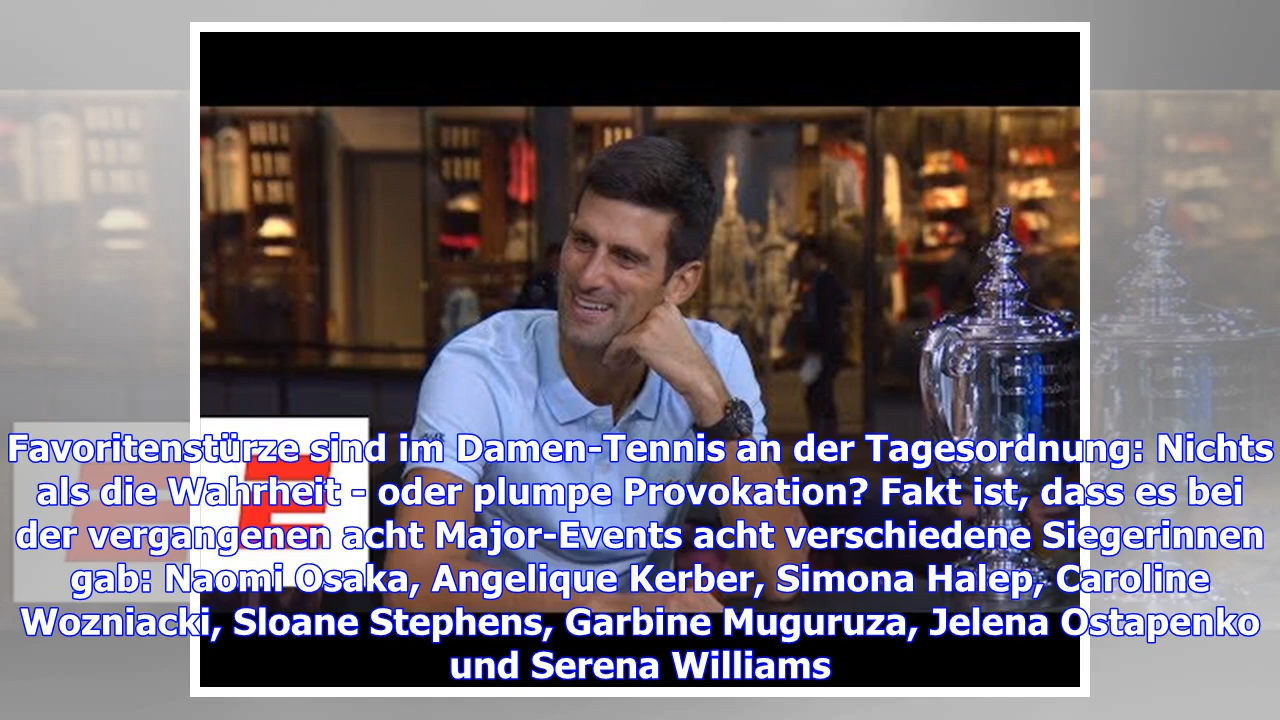 Favoritenstürze sind im Damen-Tennis an der Tagesordnung: Nichts
als die Wahrheit - oder plumpe Provokation? Fakt ist, dass es bei
der vergangenen acht Major-Events acht verschiedene Siegerinnen
gab: Naomi Osaka, Angelique Kerber, Simona Halep, Caroline
Wozniacki, Sloane Stephens, Garbine Muguruza, Jelena Ostapenko
und Serena Williams